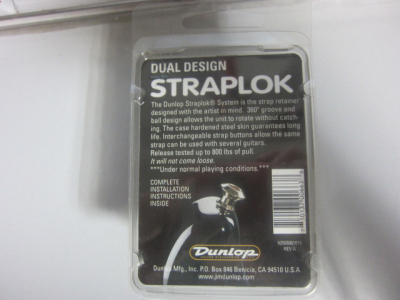 DUAL DESIGN
STRAPLOK
The Dunlop Straplok® System is the strap retainer
designed with the artist in mind. 360° groove and
ball design allows the unit to rotate without catch-
ing. The case hardened steel skin guarantees long
life. Interchangeable strap buttons allow the same
strap can be used with several guitars.
Release tested up to 800 lbs of pull.
It will not come loose.
***Under normal playing conditions.***
COMPLETE
INSTALLATION
INSTRUCTIONS
INSIDE
Dunlop
REV A
Dunlop Mfg., Inc. P.O. Box 846 Benicia, CA 94510 U.S.A
www.jimdunlop.com